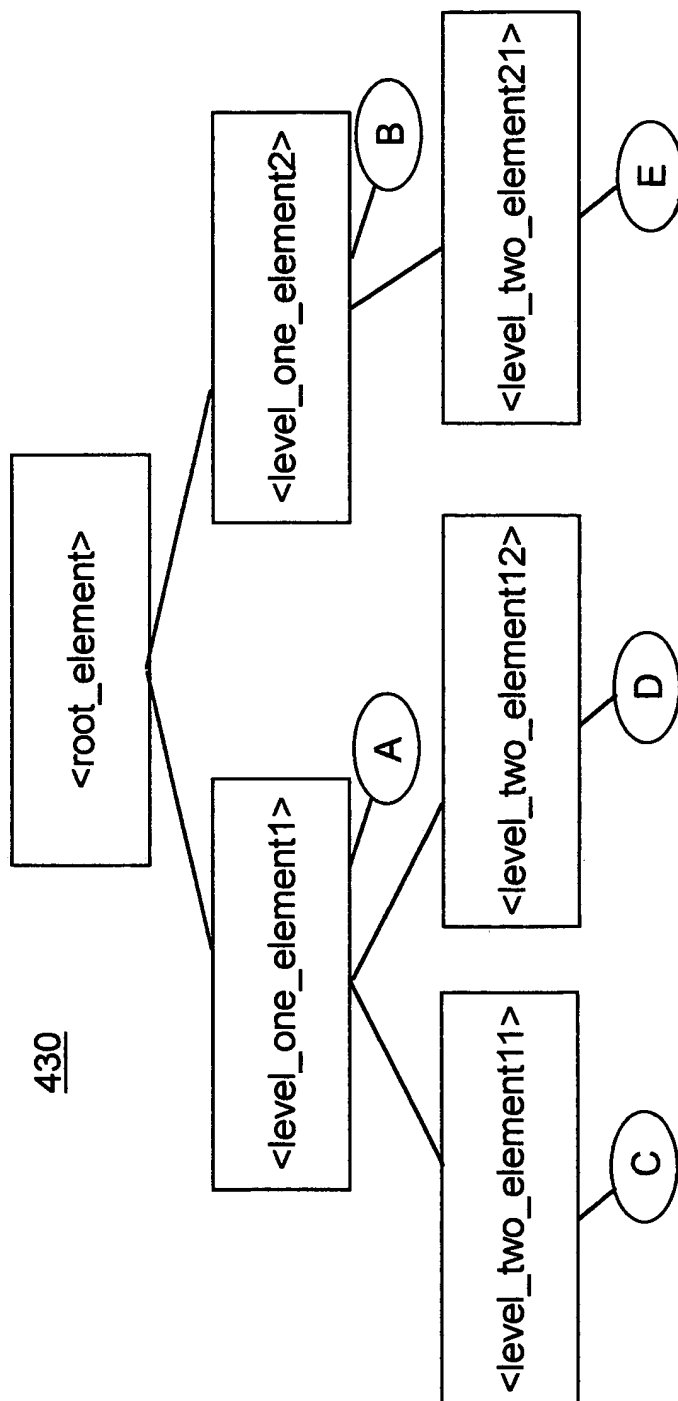 430
<root_element>
<level_one_element1>
A
<level_one_element2>
B
<level_two_element11>
C
<level_two_element12>
D
<level_two_element21>
E